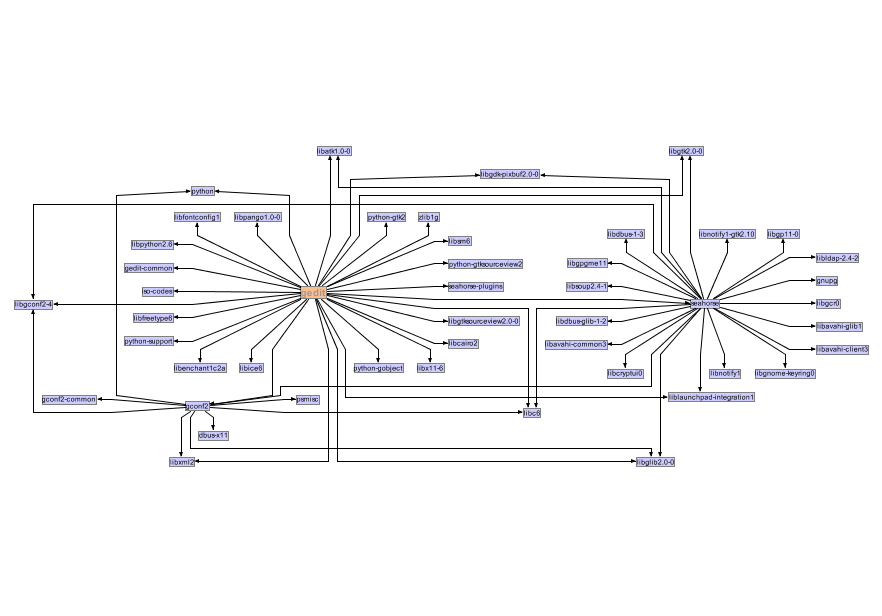 libatk1.0-0
libgtk2.0-0
libgdk-pixbuf2.0-0
python
libfontconfig1
libpango1.0-0
python-gtk2
zlib1g
libdbus-1-3
libnotify1-gtk2.10
libgp11-0
libpython2.6
libsm6
libldap-2.4-2
gedit-common
python-gtksourceview2
libgpgme11
gnupg
iso-codes
gedit
seahorse-plugins
libsoup2.4-1
libgconf2-4
seahorse
libgcr0
libfreetype6
libgtksourceview2.0-0
libdbus-glib-1-2
libavahi-glib1
python-support
libcairo2
libavahi-common3
libavahi-client3
libenchant1c2a
libice6
python-gobject
libx11-6
libcryptui0
libnotify1
libgnome-keyring0
gconf2-common
gconf2
psmisc
libc6
liblaunchpad-integration1
dbus-x11
libxml2
libglib2.0-0